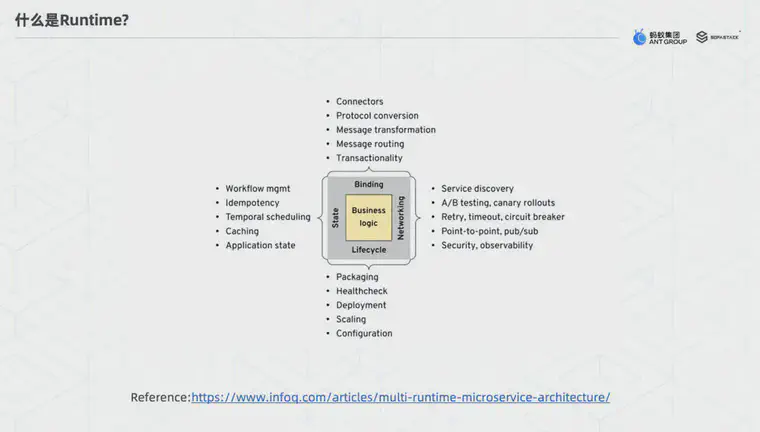 什么是Runtime?
蚂蚁集团
ANT GROUP
SOFASTACK
• Connectors
• Protocol conversion
• Message transformation
• Message routing
• Transactionality
• Workflow mgmt
• Idempotency
• Temporal scheduling
• Caching
• Application state
Binding
State
Business
logic
Networking
Lifecycle
• Service discovery
• A/B testing, canary rollouts
• Retry, timeout, circuit breaker
• Point-to-point, pub/sub
• Security, observability
• Packaging
• Healthcheck
• Deployment
• Scaling
• Configuration
Reference:https://www.infoq.com/articles/multi-runtime-microservice-architecture/